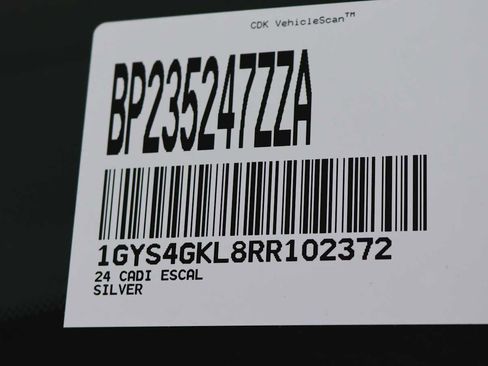 CDK VehicleScan™
BP235247ZZA
1GYS4GKL8RR102372
24 CADI ESCAL
SILVER